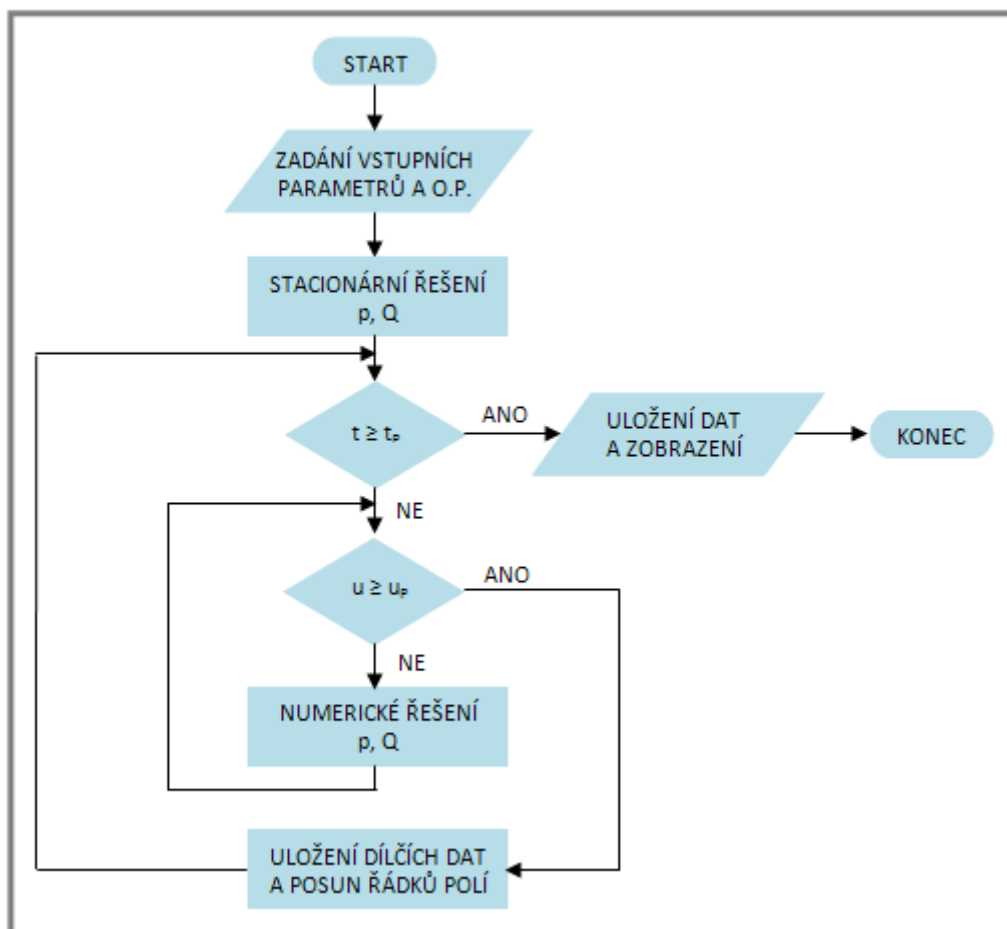 START
ZADÁNÍ VSTUPNÍCH
PARAMETRŮ A O.P.
STACIONÁRNÍ ŘEŠENÍ
p, Q
t ≥ tₚ
ANO
ULOŽENÍ DAT
A ZOBRAZENÍ
KONEC
NE
u ≥ uₚ
ANO
NE
NUMERICKÉ ŘEŠENÍ
p, Q
ULOŽENÍ DÍLČÍCH DAT
A POSUN ŘÁDKŮ POLÍ